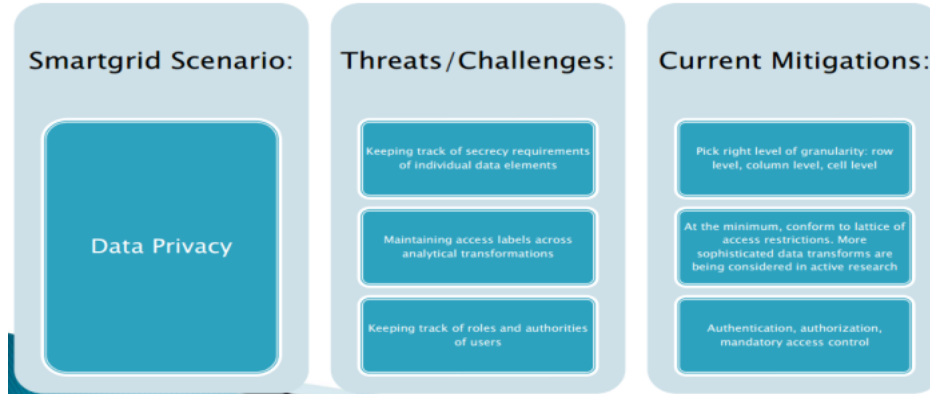 Smartgrid Scenario:
Data Privacy
Threats/Challenges:
Keeping track of secrecy requirements
of individual data elements
Maintaining access labels across
analytical transformations
Keeping track of roles and authorities
of users
Current Mitigations:
Pick right level of granularity: row
level, column level, cell level
At the minimum, conform to lattice of
access restrictions. More
sophisticated data transforms are
being considered in active research
Authentication, authorization,
mandatory access control